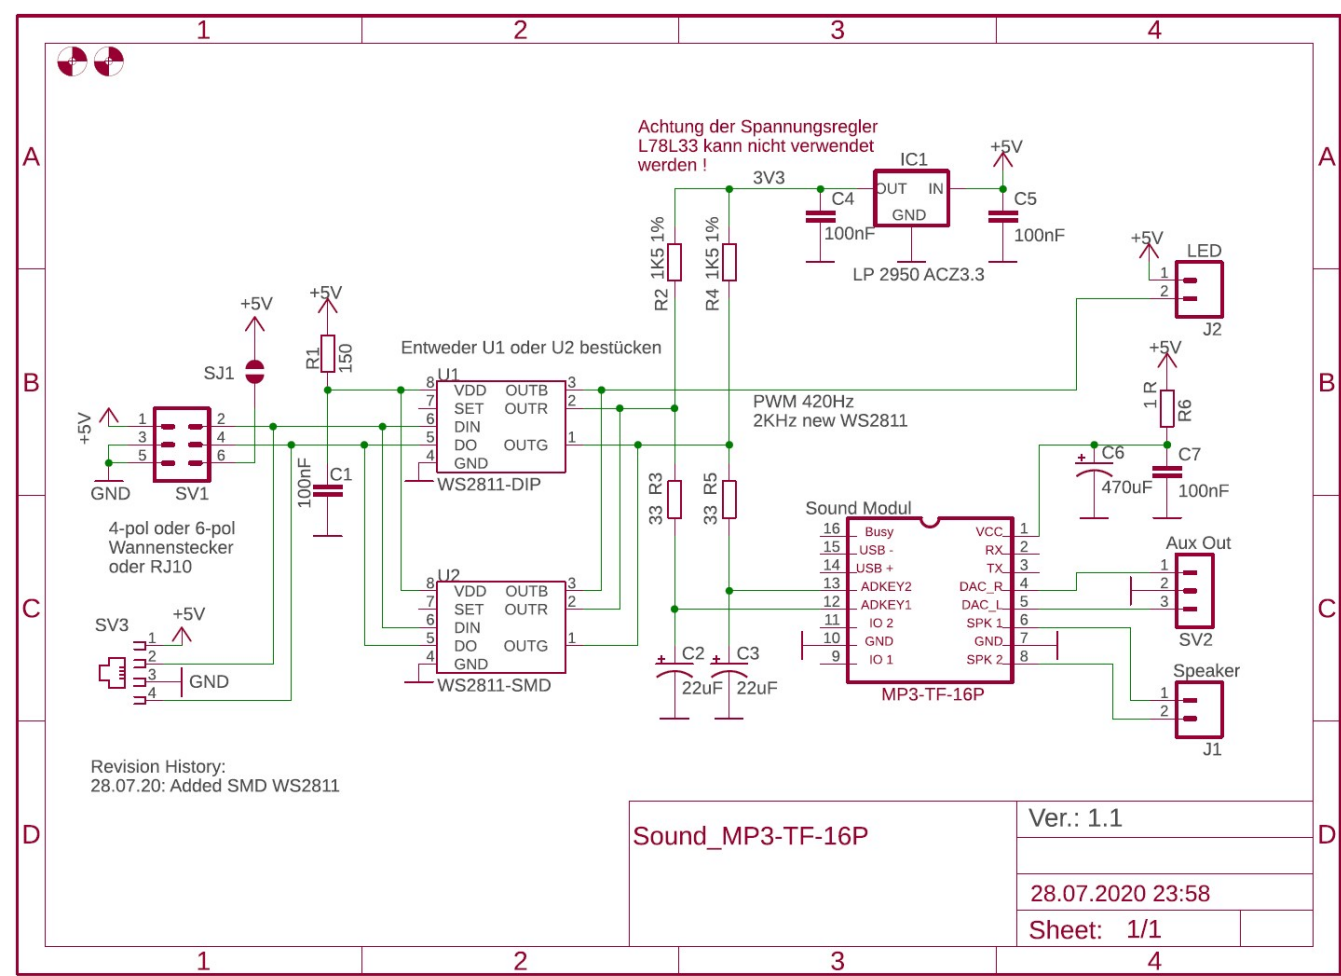 1 2 3 4
A A
Achtung der Spannungsregler
L78L33 kann nicht verwendet
werden !
+5V
IC1
3V3
OUT IN
GND
C4
100nF
C5
100nF
LP 2950 ACZ3.3
R2 1K5 1%
R4 1K5 1%
+5V
LED
1
2
J2
B B
+5V
SJ1
+5V
R1
150
Entweder U1 oder U2 bestücken
U1
8 VDD OUTB 3
7 SET OUTR 2
6 DIN
5 DO OUTG 1
4 GND
WS2811-DIP
PWM 420Hz
2KHz new WS2811
+5V
1 R
R6
+5V
1 2
3 4
5 6
GND
SV1
100nF
C1
33 R3
33 R5
C6
470uF
C7
100nF
4-pol oder 6-pol
Wannenstecker
oder RJ10
Sound Modul
16 Busy VCC 1
15 USB - RX 2
14 USB + TX 3
13 ADKEY2 DAC_R 4
12 ADKEY1 DAC_L 5
11 IO 2 SPK 1 6
10 GND GND 7
9 IO 1 SPK 2 8
MP3-TF-16P
Aux Out
1
2
3
SV2
C C
U2
8 VDD OUTB 3
7 SET OUTR 2
6 DIN
5 DO OUTG 1
4 GND
WS2811-SMD
SV3
+5V
1
2
3
4
GND
C2
22uF
C3
22uF
Speaker
1
2
J1
Revision History:
28.07.20: Added SMD WS2811
D D
Sound_MP3-TF-16P
Ver.: 1.1
28.07.2020 23:58
Sheet: 1/1
1 2 3 4